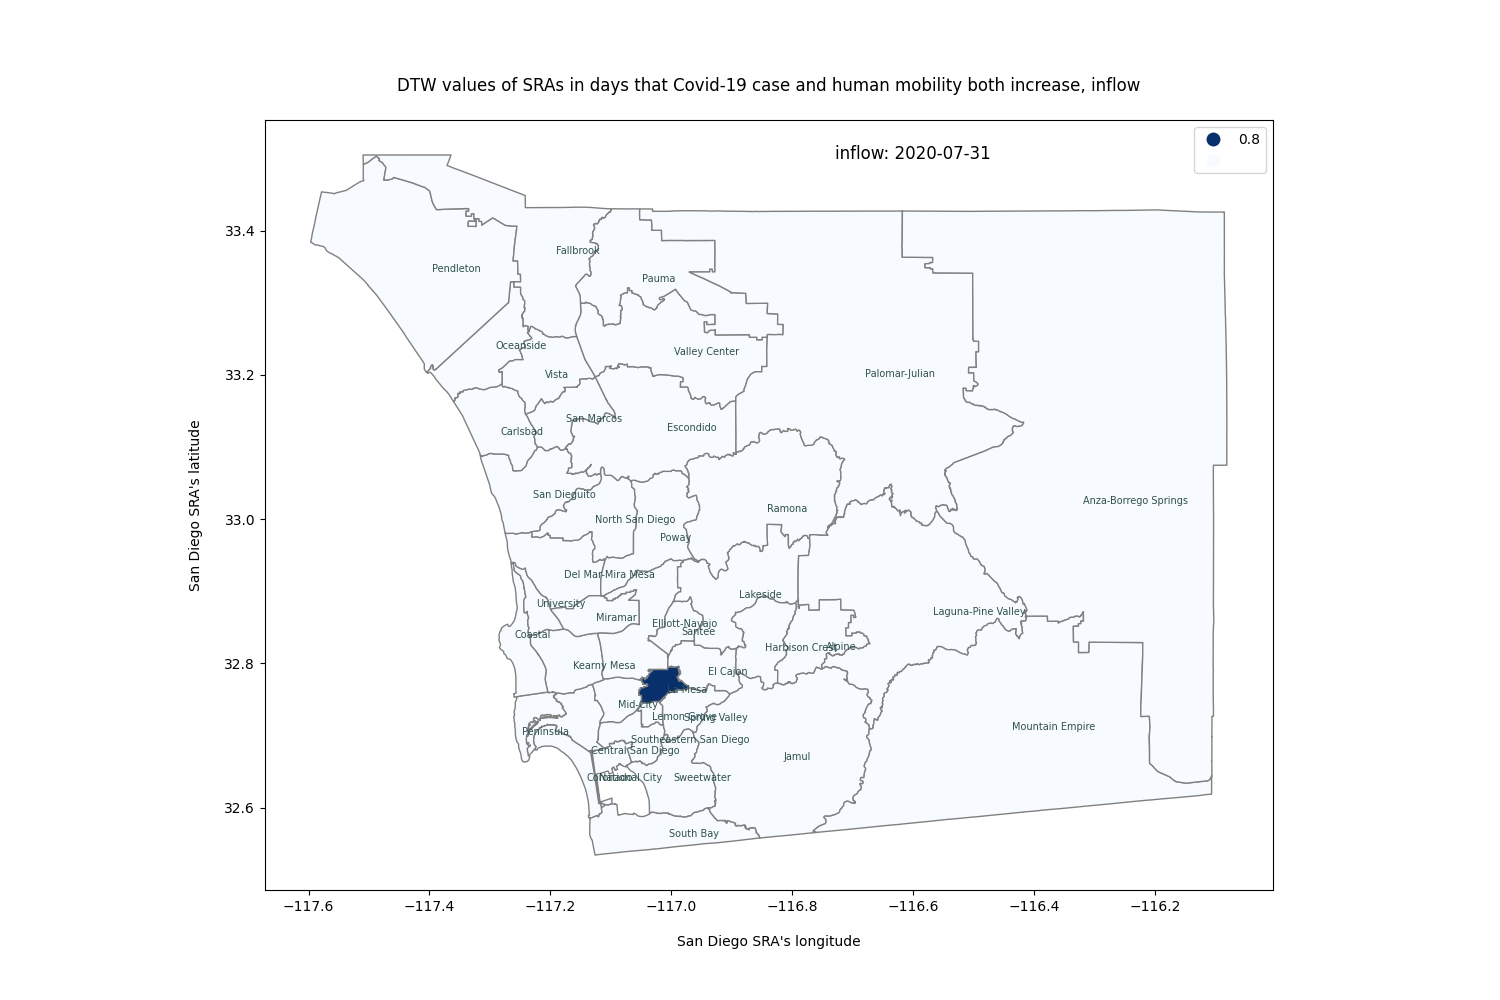 DTW values of SRAs in days that Covid-19 case and human mobility both increase, inflow
inflow: 2020-07-31
0.8
33.4
33.2
33.0
32.8
32.6
San Diego SRA's latitude
Fallbrook
Pendleton
Pauma
Oceanside
Valley Center
Vista
Palomar-Julian
San Marcos
Carlsbad
Escondido
San Dieguito
Anza-Borrego Springs
Ramona
North San Diego
Poway
Del Mar-Mira Mesa
Lakeside
University
Laguna-Pine Valley
Miramar
Elliott-Navajo
Santee
Coastal
Harbison Crest
Alpine
Kearny Mesa
El Cajon
Mesa
Mid-City
Lemon Grove
Spring Valley
Mountain Empire
Peninsula
Southeastern San Diego
Central San Diego
Jamul
Coronado
National City
Sweetwater
South Bay
−117.6
−117.4
−117.2
−117.0
−116.8
−116.6
−116.4
−116.2
San Diego SRA's longitude